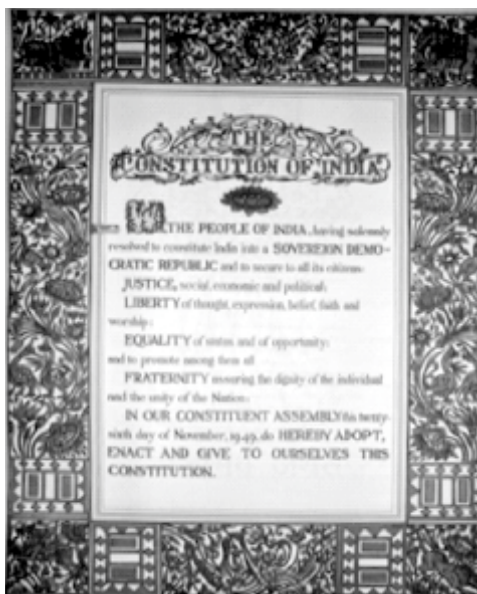 THE
CONSTITUTION OF INDIA
WE, THE PEOPLE OF INDIA, having solemnly
resolved to constitute India into a SOVEREIGN DEMO-
CRATIC REPUBLIC and to secure to all its citizens:
JUSTICE, social, economic and political;
LIBERTY of thought, expression, belief, faith and
worship;
EQUALITY of status and of opportunity;
and to promote among them all
FRATERNITY assuring the dignity of the individual
and the unity of the Nation;
IN OUR CONSTITUENT ASSEMBLY this twenty-
sixth day of November, 1949, do HEREBY ADOPT,
ENACT AND GIVE TO OURSELVES THIS
CONSTITUTION.